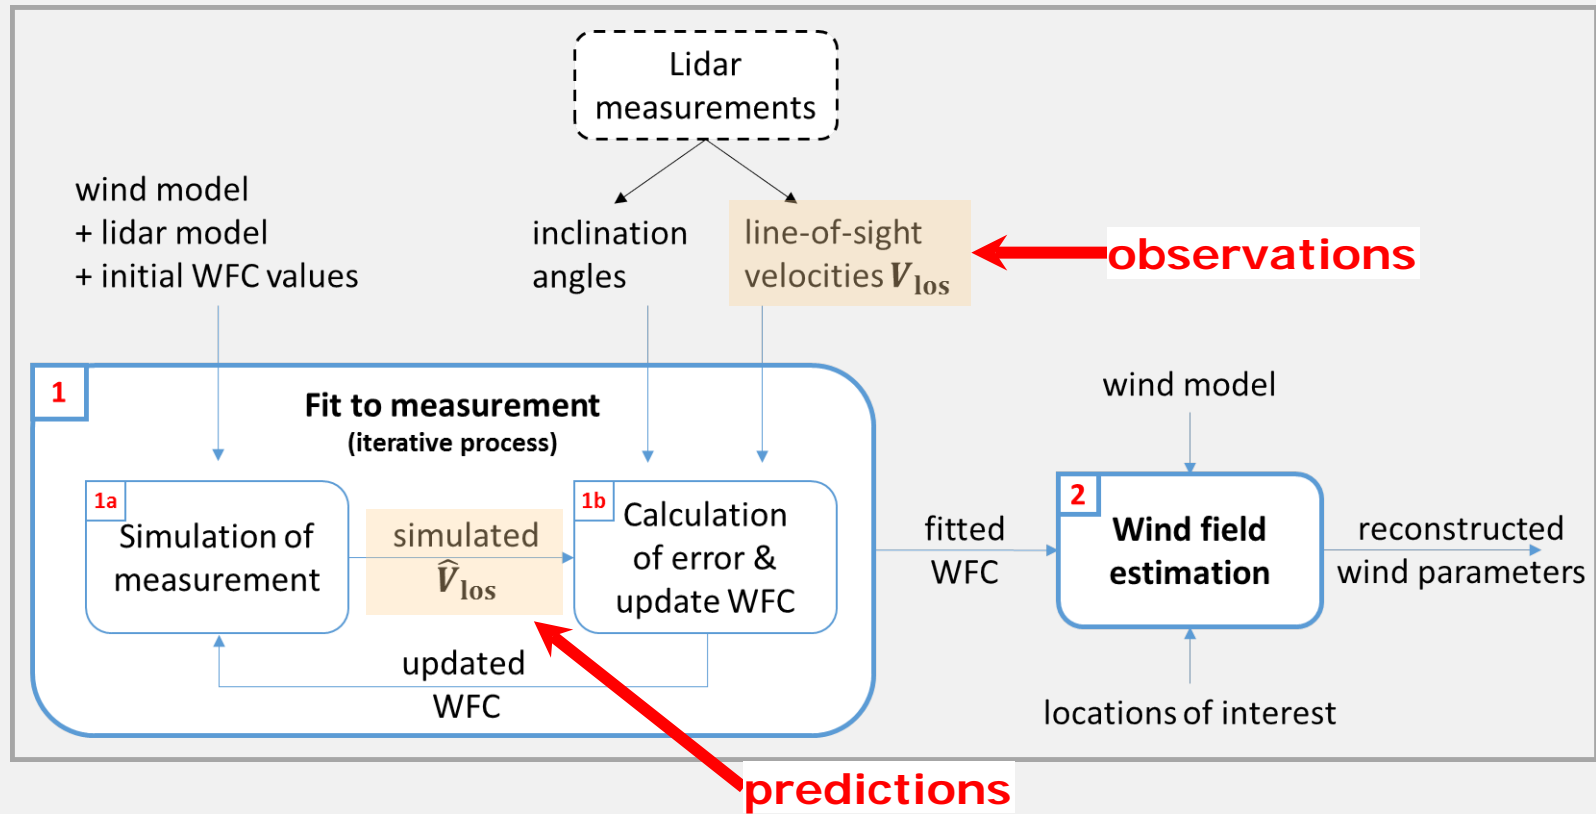 Lidar
measurements
wind model
+ lidar model
+ initial WFC values
inclination
angles
line-of-sight
velocities V_los
observations
1
Fit to measurement
(iterative process)
1a
Simulation of
measurement
simulated
V̂_los
1b
Calculation
of error &
update WFC
updated
WFC
fitted
WFC
wind model
2
Wind field
estimation
reconstructed
wind parameters
locations of interest
predictions